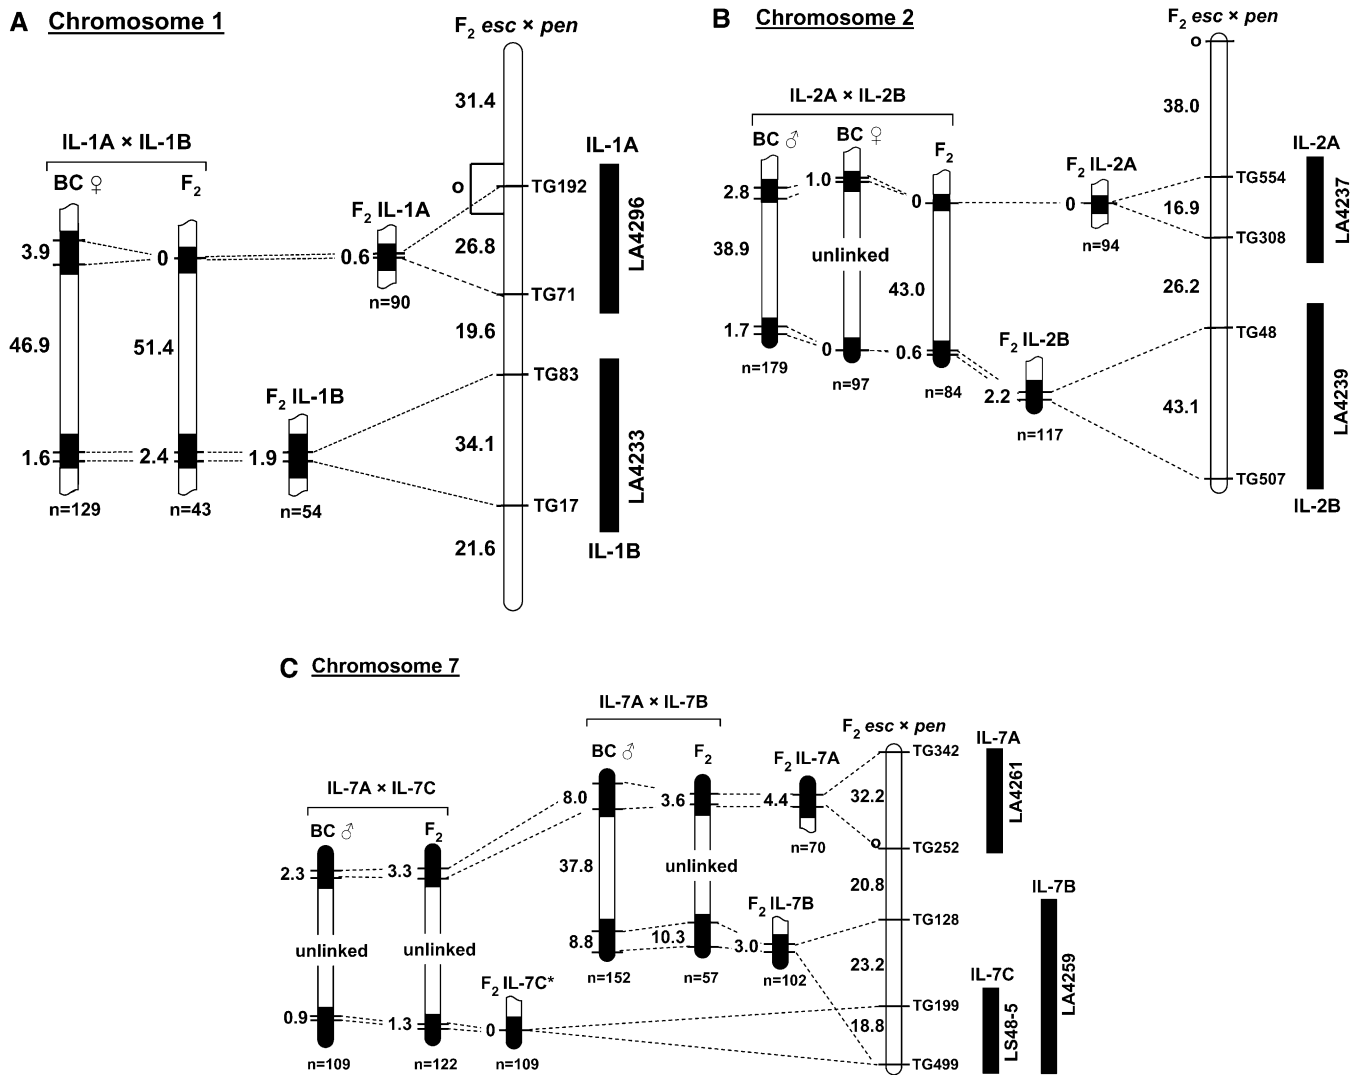 A Chromosome 1
F2 esc × pen
IL-1A × IL-1B
BC ♀
F2
3.9
0
46.9
51.4
1.6
2.4
n=129
n=43
F2 IL-1A
0.6
n=90
F2 IL-1B
1.9
n=54
31.4
o
TG192
26.8
TG71
19.6
TG83
34.1
TG17
21.6
IL-1A
LA4296
LA4233
IL-1B
B Chromosome 2
F2 esc × pen
IL-2A × IL-2B
BC ♂
BC ♀
F2
2.8
1.0
0
38.9
unlinked
43.0
1.7
0
0.6
n=179
n=97
n=84
F2 IL-2A
0
n=94
F2 IL-2B
2.2
n=117
o
38.0
TG554
16.9
TG308
26.2
TG48
43.1
TG507
IL-2A
LA4237
LA4239
IL-2B
C Chromosome 7
IL-7A × IL-7C
BC ♂
F2
2.3
3.3
unlinked
unlinked
0.9
1.3
n=109
n=122
F2 IL-7C*
0
n=109
IL-7A × IL-7B
BC ♂
F2
8.0
3.6
37.8
unlinked
8.8
10.3
n=152
n=57
F2 IL-7A
4.4
n=70
F2 IL-7B
3.0
n=102
F2 esc × pen
TG342
32.2
o
TG252
20.8
TG128
23.2
TG199
18.8
TG499
IL-7A
LA4261
IL-7B
LA4259
IL-7C
LS48-5